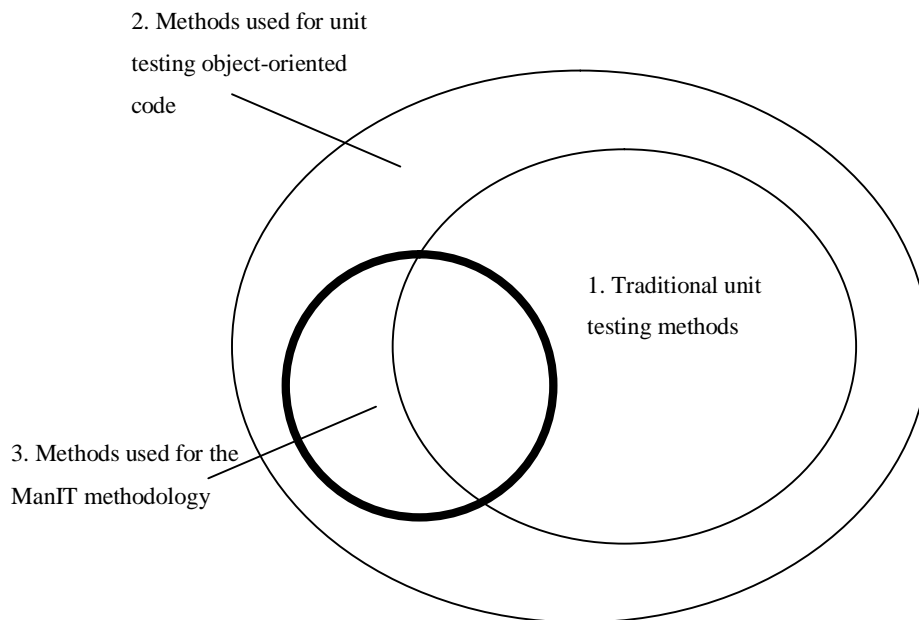 2. Methods used for unit
testing object-oriented
code
1. Traditional unit
testing methods
3. Methods used for the
ManIT methodology